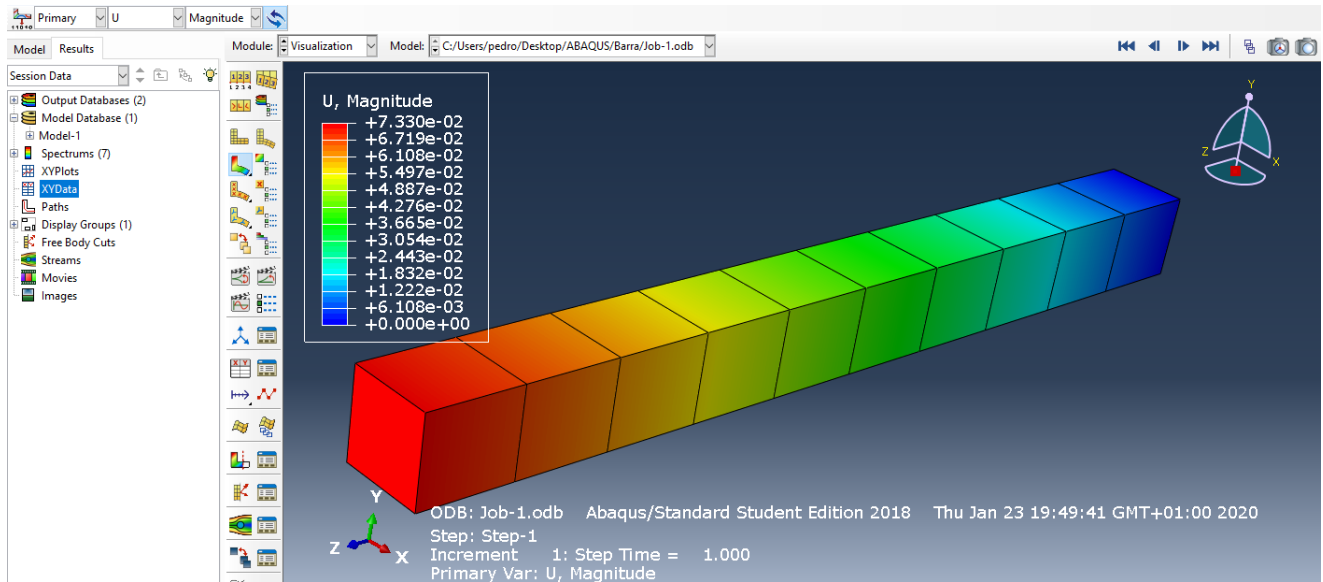 Primary U Magnitude
Model Results
Module: Visualization Model: C:/Users/pedro/Desktop/ABAQUS/Barra/Job-1.odb
Session Data
Output Databases (2)
Model Database (1)
Model-1
Spectrums (7)
XYPlots
XYData
Paths
Display Groups (1)
Free Body Cuts
Streams
Movies
Images
U, Magnitude
+7.330e-02
+6.719e-02
+6.108e-02
+5.497e-02
+4.887e-02
+4.276e-02
+3.665e-02
+3.054e-02
+2.443e-02
+1.832e-02
+1.222e-02
+6.108e-03
+0.000e+00
Y
Z
X
Y
Z
X
ODB: Job-1.odb Abaqus/Standard Student Edition 2018 Thu Jan 23 19:49:41 GMT+01:00 2020
Step: Step-1
Increment 1: Step Time = 1.000
Primary Var: U, Magnitude